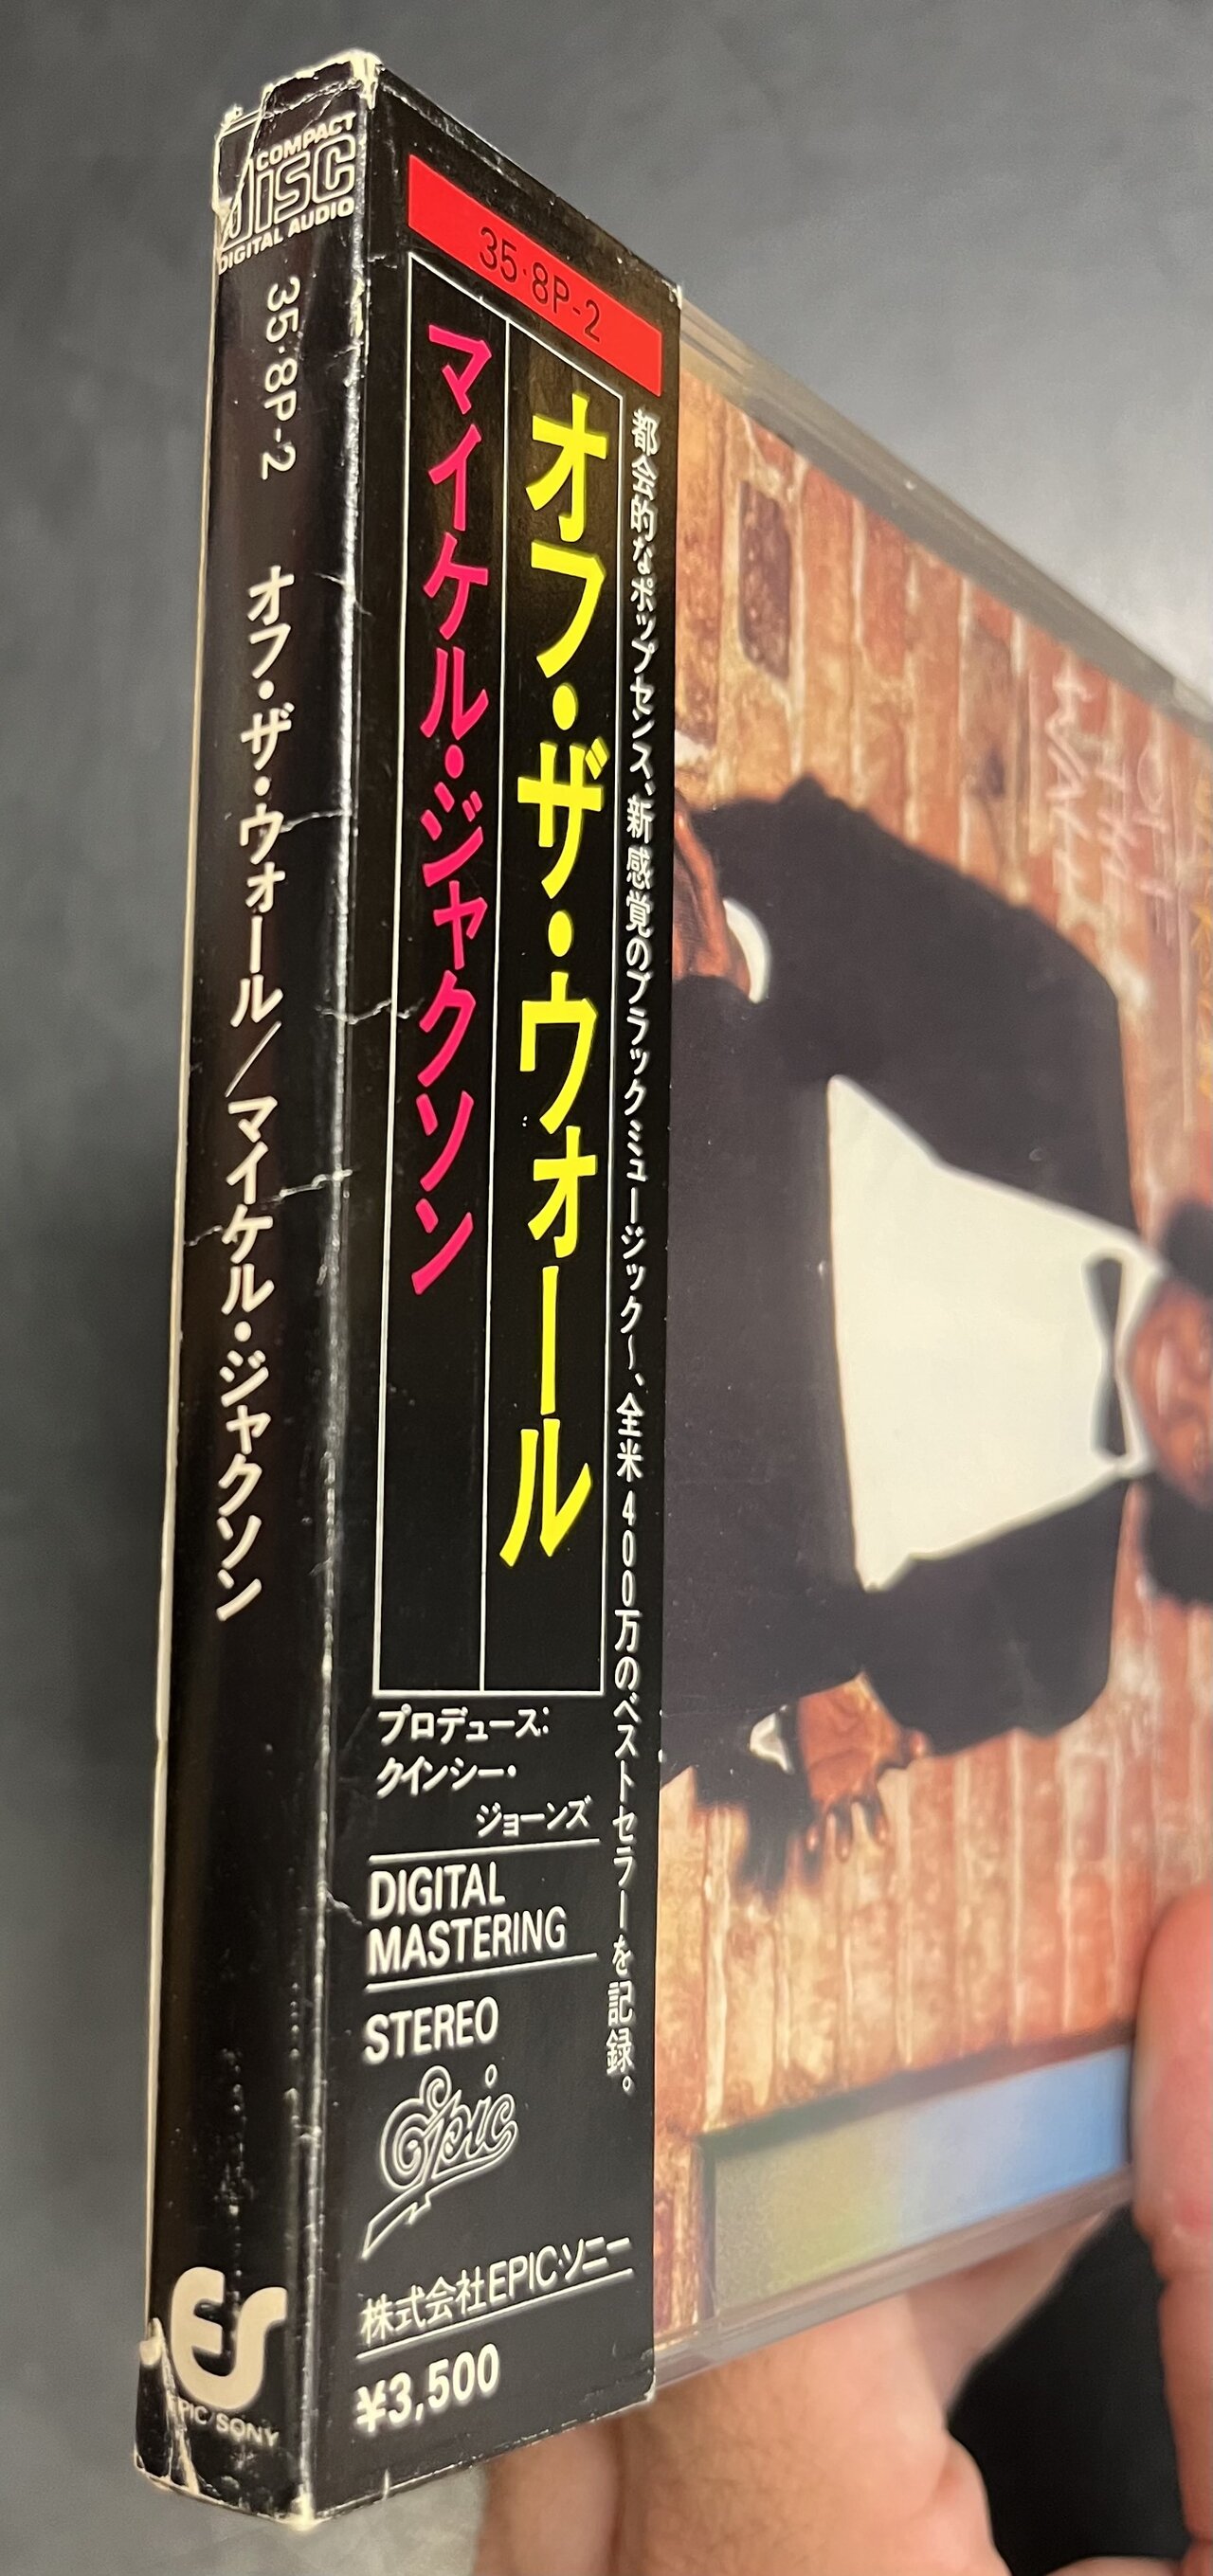 COMPACT
disc
DIGITAL AUDIO
35・8P-2
オフ・ザ・ウォール/マイケル・ジャクソン
ES
EPIC/SONY
35・8P-2
都会的なポップセンス、新感覚のブラックミュージック〜、全米400万のベストセラーを記録。
オフ・ザ・ウォール
マイケル・ジャクソン
プロデュース:
クインシー・
ジョーンズ
DIGITAL
MASTERING
STEREO
Epic
株式会社EPIC・ソニー
¥3,500
Off
the
Wall